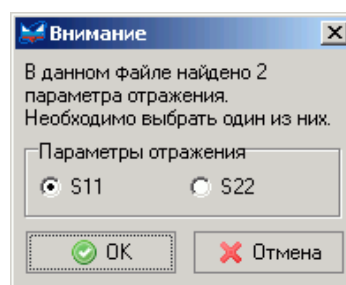 Внимание
В данном файле найдено 2
параметра отражения.
Необходимо выбрать один из них.
Параметры отражения
S11 S22
OK Отмена